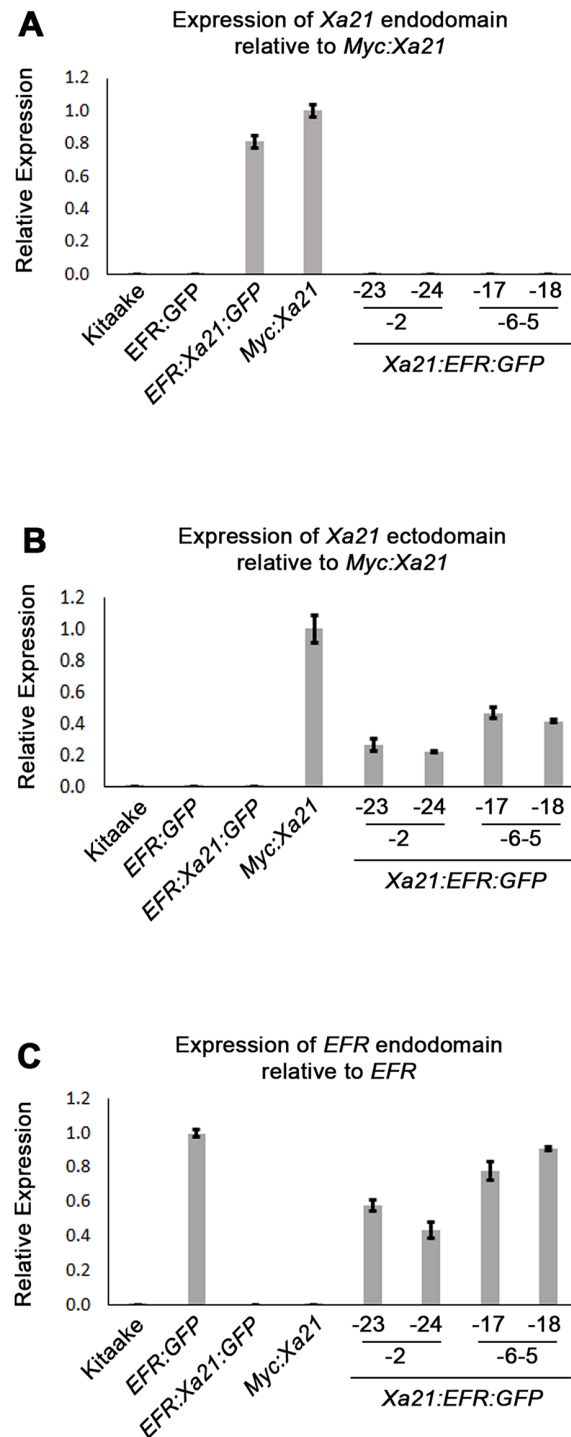 A
Expression of Xa21 endodomain
relative to Myc:Xa21
Relative Expression
1.2
1.0
0.8
0.6
0.4
0.2
0.0
Kitaake
EFR:GFP
EFR:Xa21:GFP
Myc:Xa21
-23 -24 -17 -18
-2 -6-5
Xa21:EFR:GFP
B
Expression of Xa21 ectodomain
relative to Myc:Xa21
Relative Expression
1.2
1.0
0.8
0.6
0.4
0.2
0.0
Kitaake
EFR:GFP
EFR:Xa21:GFP
Myc:Xa21
-23 -24 -17 -18
-2 -6-5
Xa21:EFR:GFP
C
Expression of EFR endodomain
relative to EFR
Relative Expression
1.2
1.0
0.8
0.6
0.4
0.2
0.0
Kitaake
EFR:GFP
EFR:Xa21:GFP
Myc:Xa21
-23 -24 -17 -18
-2 -6-5
Xa21:EFR:GFP